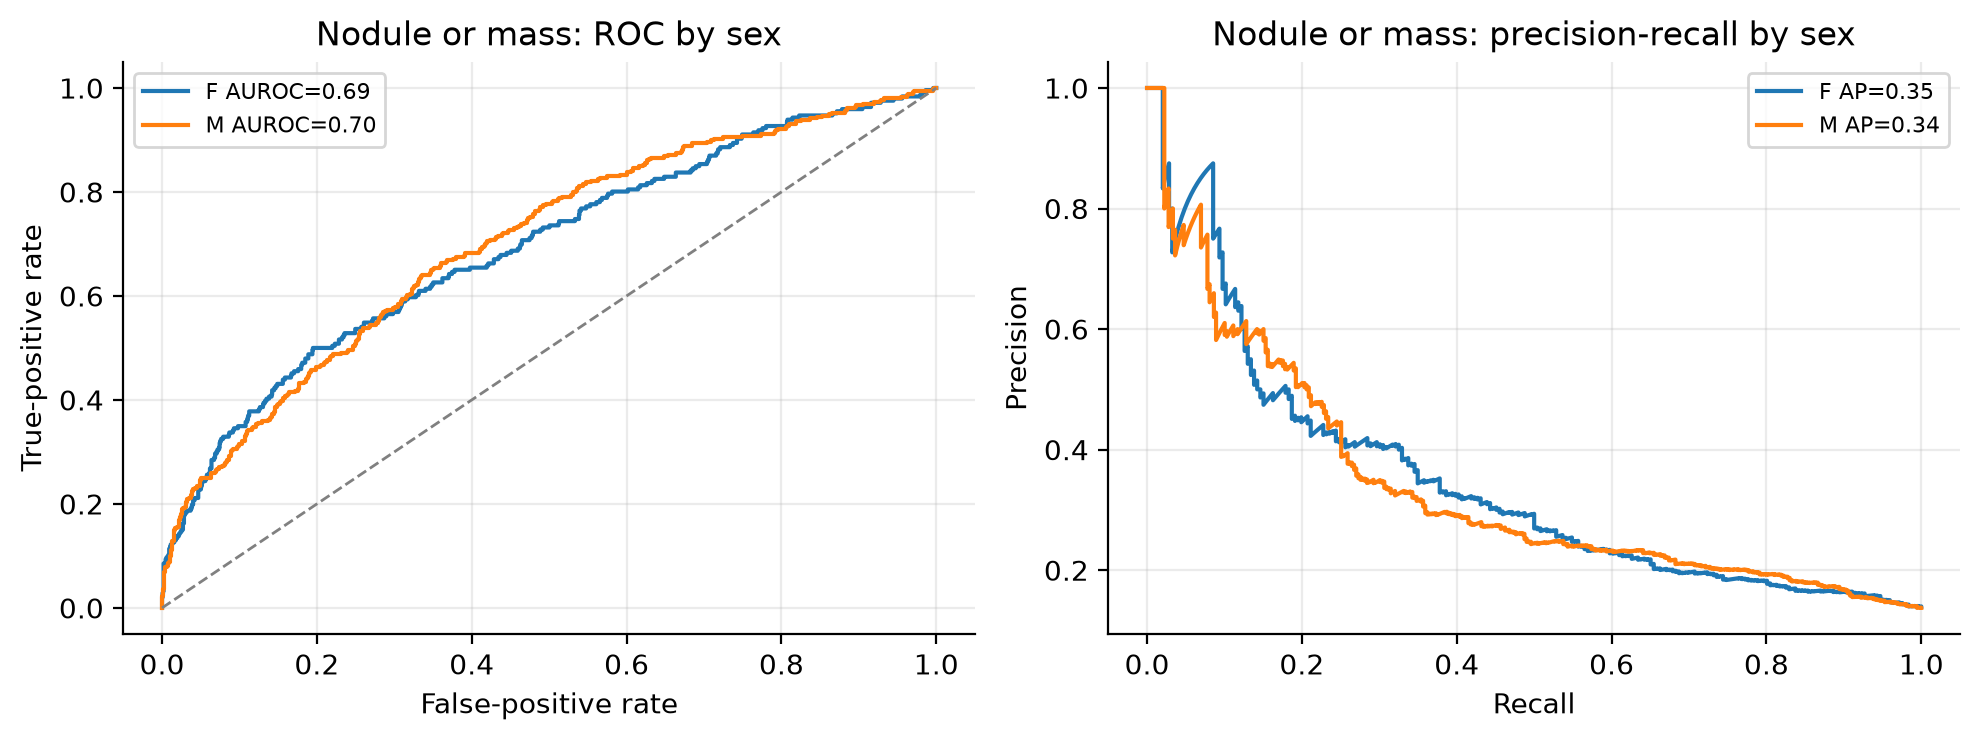 Nodule or mass: ROC by sex
F AUROC=0.69
M AUROC=0.70
True-positive rate
1.0
0.8
0.6
0.4
0.2
0.0
0.0 0.2 0.4 0.6 0.8 1.0
False-positive rate
Nodule or mass: precision-recall by sex
F AP=0.35
M AP=0.34
Precision
1.0
0.8
0.6
0.4
0.2
0.0 0.2 0.4 0.6 0.8 1.0
Recall